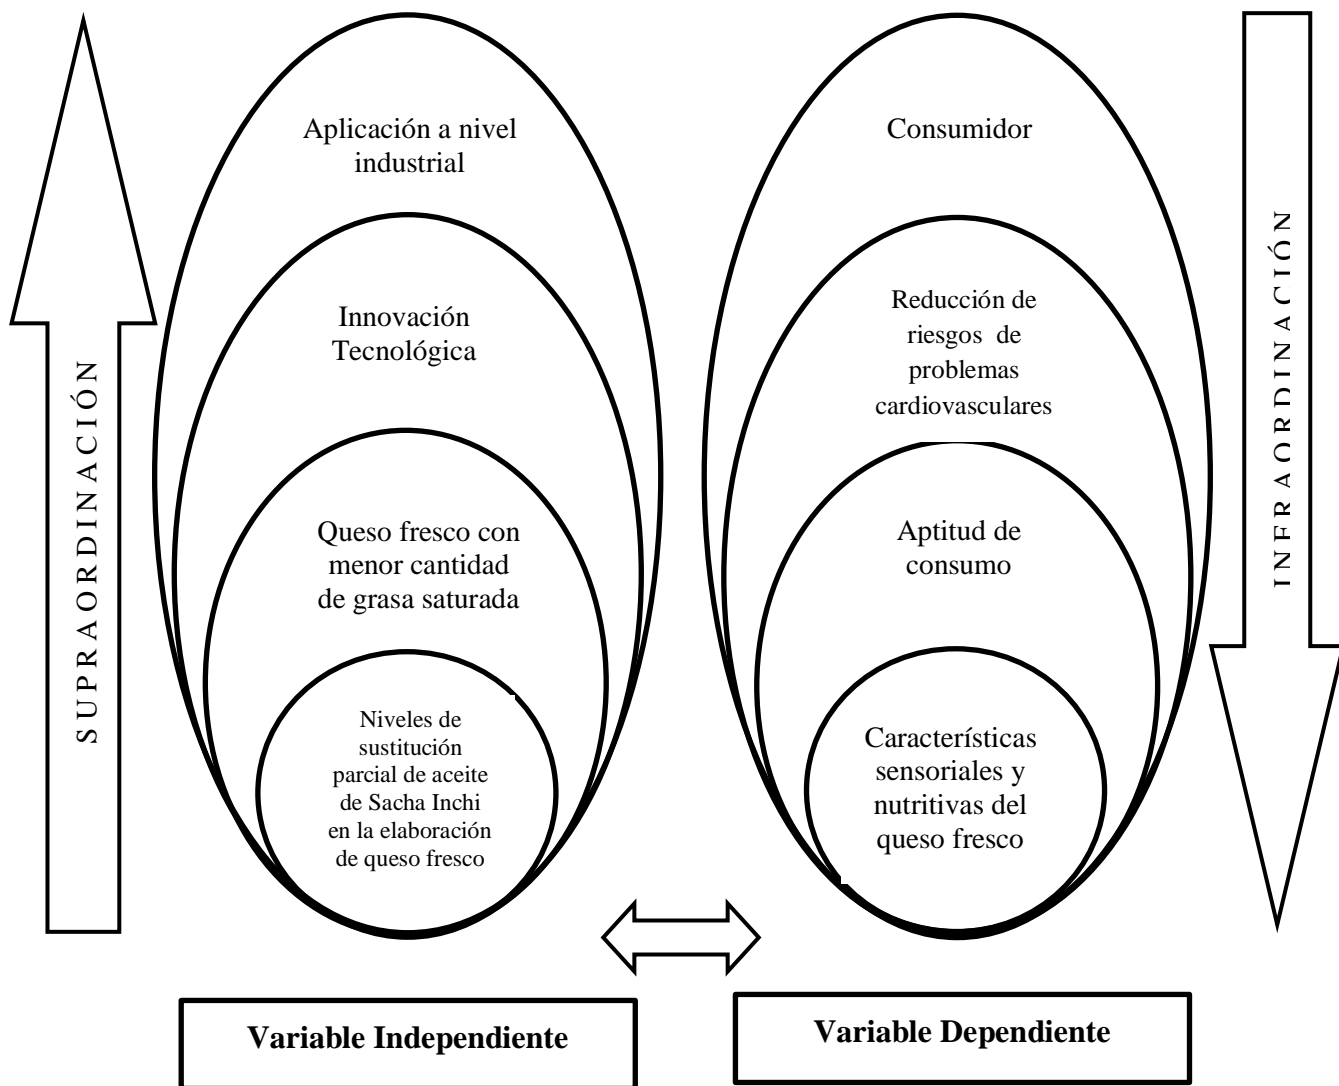 SUPRAORDINACIÓN
Aplicación a nivel
industrial
Innovación
Tecnológica
Queso fresco con
menor cantidad
de grasa saturada
Niveles de
sustitución
parcial de aceite
de Sacha Inchi
en la elaboración
de queso fresco
Consumidor
Reducción de
riesgos de
problemas
cardiovasculares
Aptitud de
consumo
Características
sensoriales y
nutritivas del
queso fresco
INFRAORDINACIÓN
Variable Independiente
Variable Dependiente